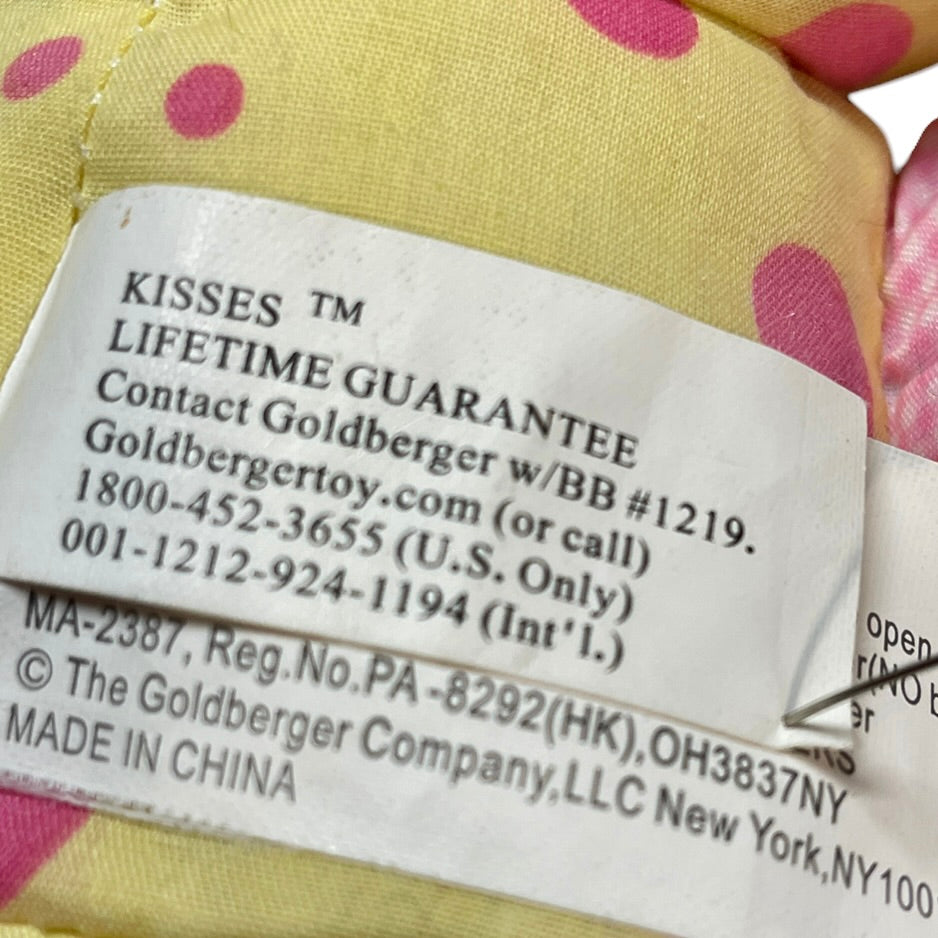 KISSES ™
LIFETIME GUARANTEE
Contact Goldberger w/BB #1219.
Goldbergertoy.com (or call)
1800-452-3655 (U.S. Only)
001-1212-924-1194 (Int'l.)
MA-2387, Reg.No.PA-8292(HK),OH3837NY
© The Goldberger Company,LLC New York,NY100
MADE IN CHINA
open
(NO